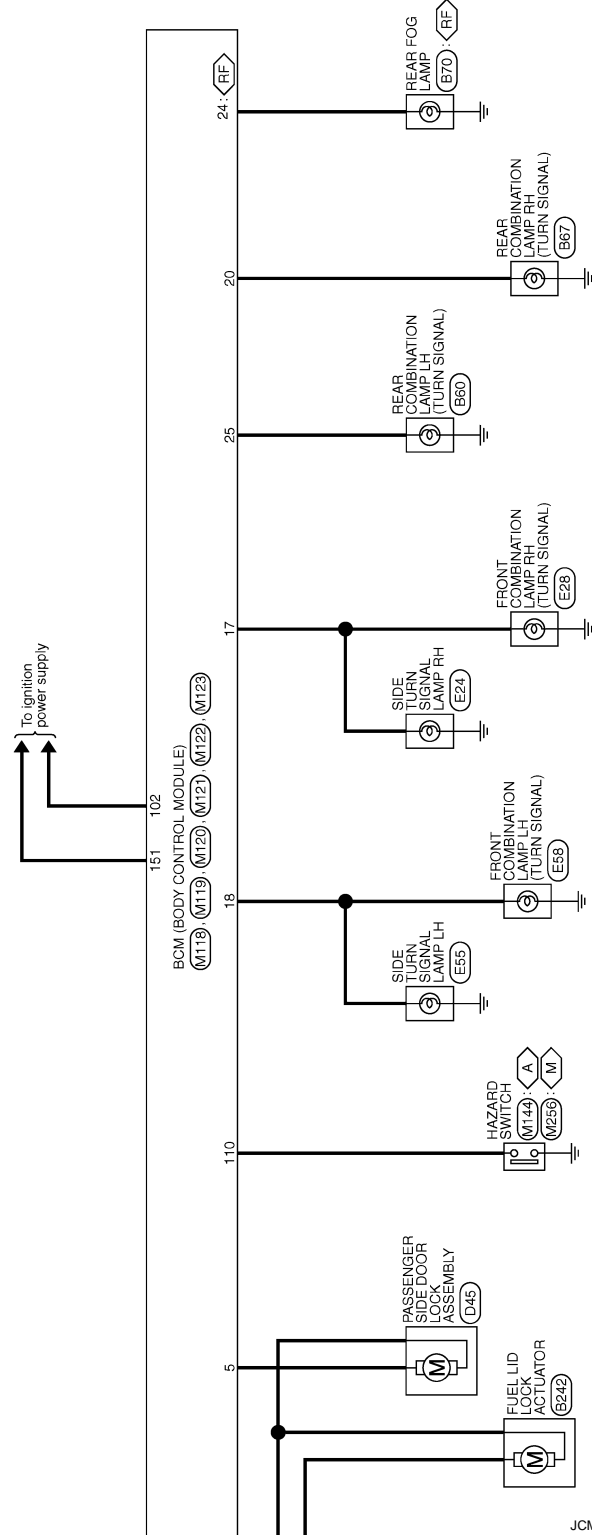 24 :
RF
REAR FOG
LAMP
B70
:
RF
20
REAR
COMBINATION
LAMP RH
(TURN SIGNAL)
B67
25
REAR
COMBINATION
LAMP LH
(TURN SIGNAL)
B60
17
FRONT
COMBINATION
LAMP RH
(TURN SIGNAL)
E28
SIDE
TURN
SIGNAL
LAMP RH
E24
To ignition
power supply
102
151
BCM (BODY CONTROL MODULE)
M118 , M119 , M120 , M121 , M122 , M123
18
FRONT
COMBINATION
LAMP LH
(TURN SIGNAL)
E58
SIDE
TURN
SIGNAL
LAMP LH
E55
110
HAZARD
SWITCH
M144 : A
M256 : M
5
PASSENGER
SIDE DOOR
LOCK
ASSEMBLY
D45
M
FUEL LID
LOCK
ACTUATOR
B242
M
JCM